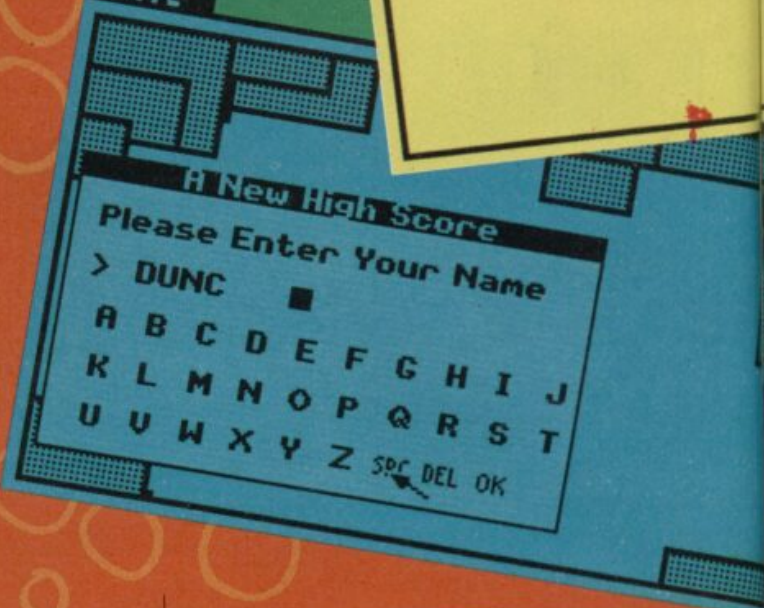 A New High Score
Please Enter Your Name
> DUNC
A B C D E F G H I J
K L M N O P Q R S T
U V W X Y Z SPC DEL OK